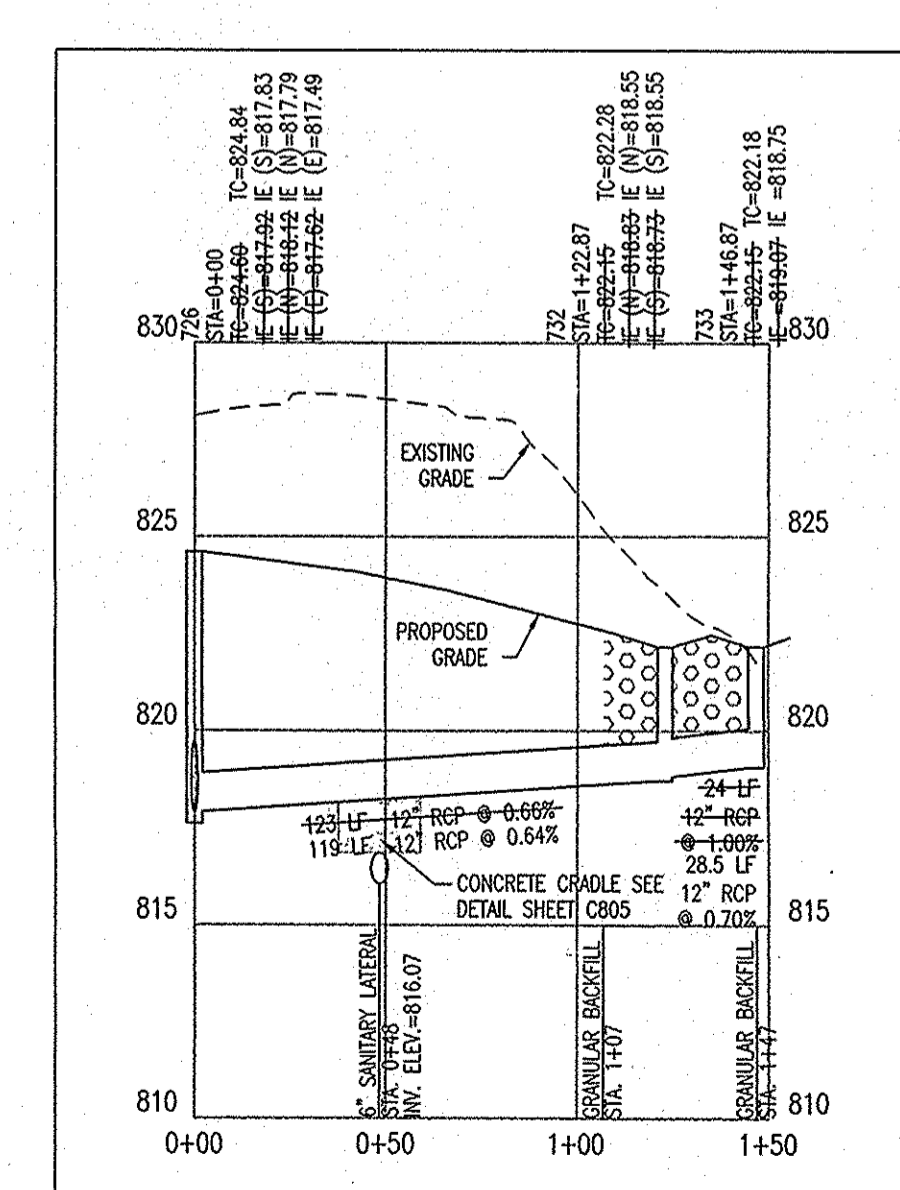 726
STA=0+00
TC=824.60 TC=824.84
IE (S)=817.92 IE (S)=817.83
IE (N)=818.12 IE (N)=817.79
IE (E)=817.62 IE (E)=817.49
732
STA=1+22.87
TC=822.15 TC=822.28
IE (N)=818.83 IE (N)=818.55
IE (S)=818.73 IE (S)=818.55
733
STA=1+46.87
TC=822.15 TC=822.18
IE =819.07 IE =818.75
830
830
EXISTING
GRADE
825
825
PROPOSED
GRADE
820
820
123 LF 12" RCP @ 0.66%
119 LF 12" RCP @ 0.64%
24 LF
12" RCP
@ 1.00%
28.5 LF
12" RCP
@ 0.70%
CONCRETE CRADLE SEE
DETAIL SHEET C805
815
815
6" SANITARY LATERAL
STA. 0+48
INV. ELEV.=816.07
GRANULAR BACKFILL
STA. 1+07
GRANULAR BACKFILL
STA. 1+47
810
810
0+00
0+50
1+00
1+50